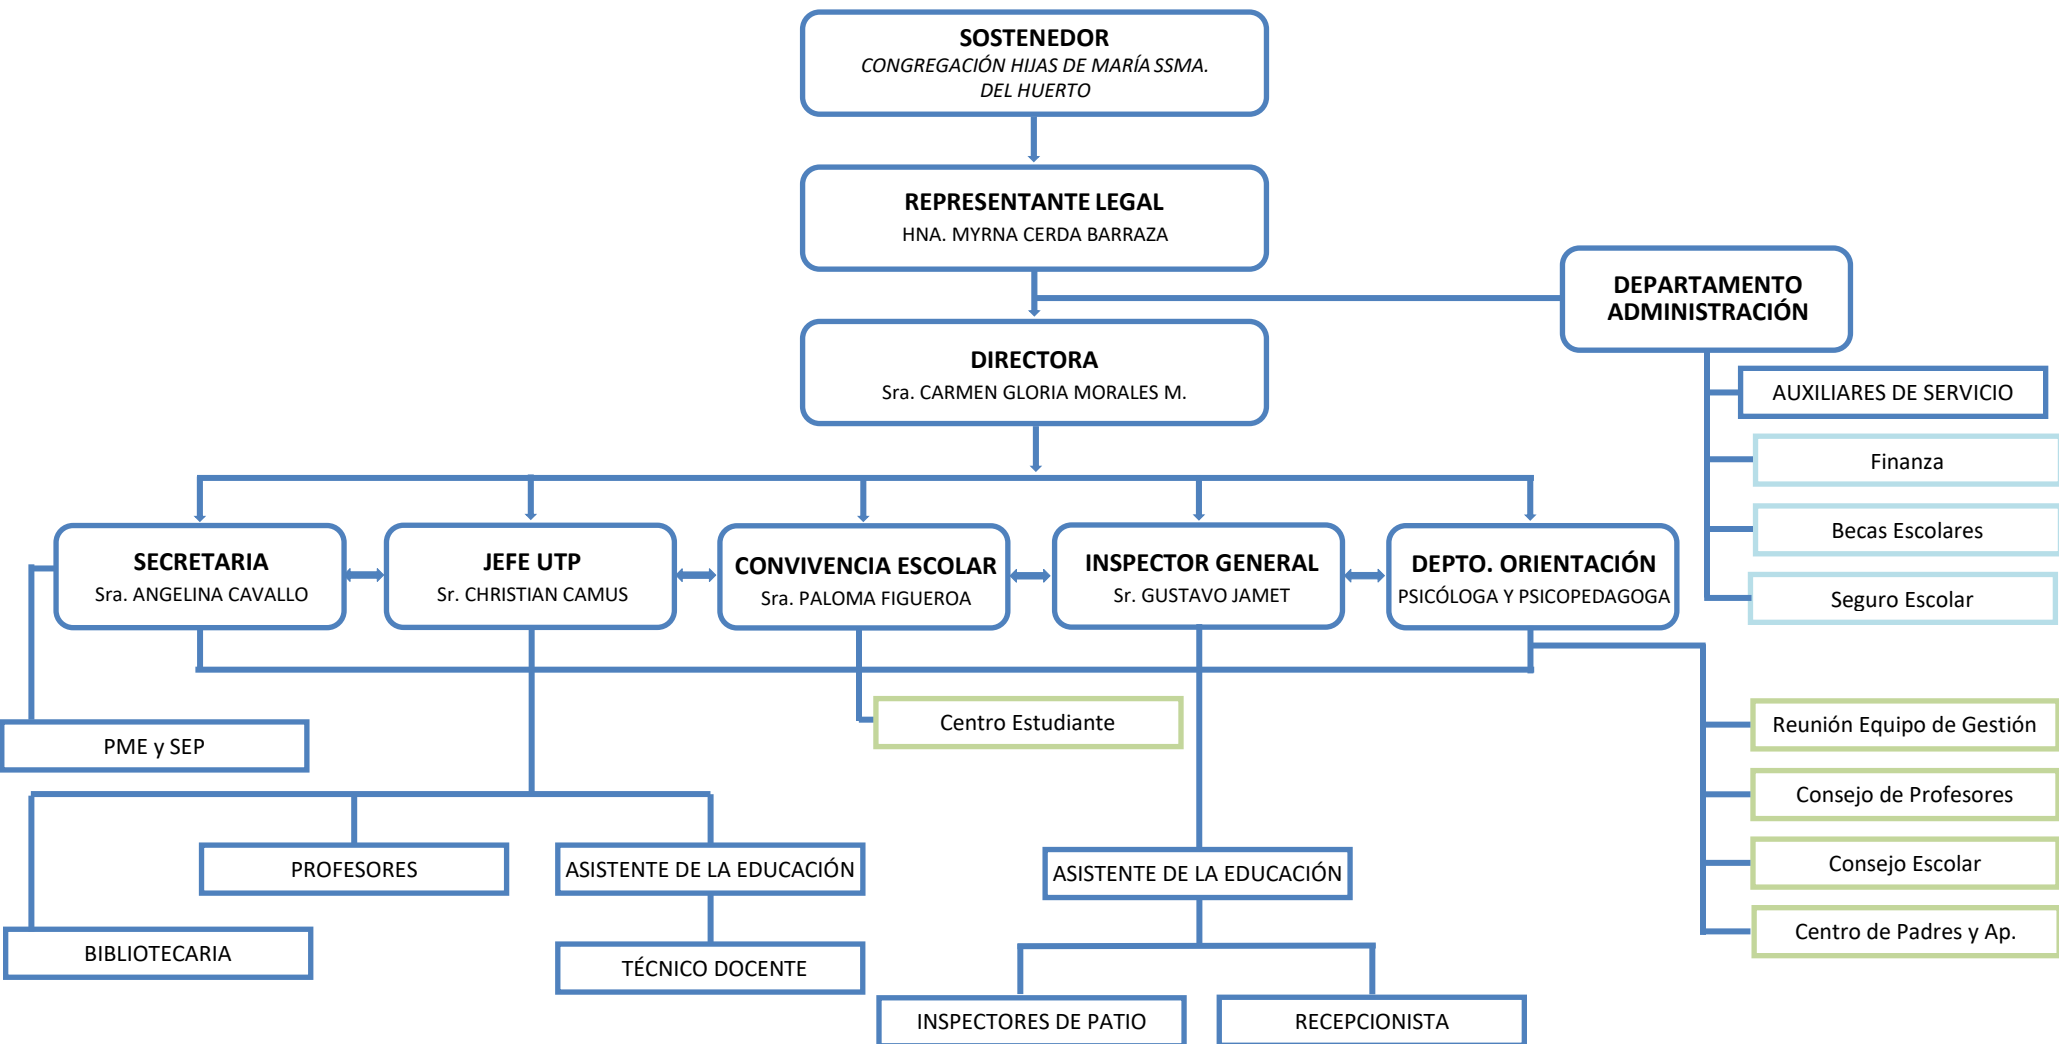 SOSTENEDOR
CONGREGACIÓN HIJAS DE MARÍA SSMA.
DEL HUERTO
REPRESENTANTE LEGAL
HNA. MYRNA CERDA BARRAZA
DEPARTAMENTO
ADMINISTRACIÓN
DIRECTORA
Sra. CARMEN GLORIA MORALES M.
AUXILIARES DE SERVICIO
Finanza
Becas Escolares
Seguro Escolar
SECRETARIA
Sra. ANGELINA CAVALLO
JEFE UTP
Sr. CHRISTIAN CAMUS
CONVIVENCIA ESCOLAR
Sra. PALOMA FIGUEROA
INSPECTOR GENERAL
Sr. GUSTAVO JAMET
DEPTO. ORIENTACIÓN
PSICÓLOGA Y PSICOPEDAGOGA
PME y SEP
Centro Estudiante
Reunión Equipo de Gestión
Consejo de Profesores
Consejo Escolar
Centro de Padres y Ap.
PROFESORES
ASISTENTE DE LA EDUCACIÓN
ASISTENTE DE LA EDUCACIÓN
BIBLIOTECARIA
TÉCNICO DOCENTE
INSPECTORES DE PATIO
RECEPCIONISTA